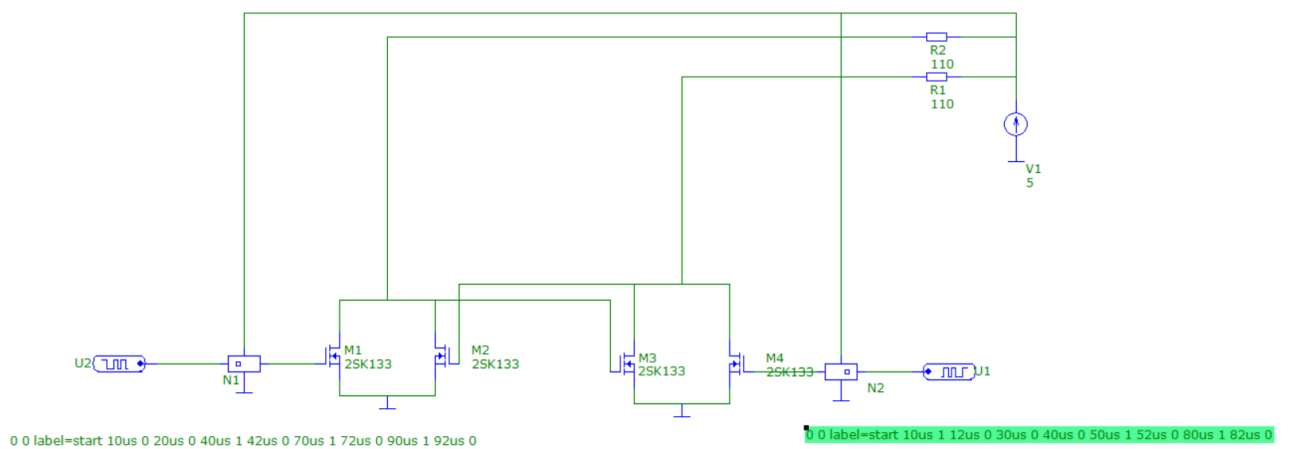 R2
110
R1
110
V1
5
U2
N1
M1
2SK133
M2
2SK133
M3
2SK133
M4
2SK133
N2
U1
0 0 label=start 10us 0 20us 0 40us 1 42us 0 70us 1 72us 0 90us 1 92us 0
0 0 label=start 10us 1 12us 0 30us 0 40us 0 50us 1 52us 0 80us 1 82us 0